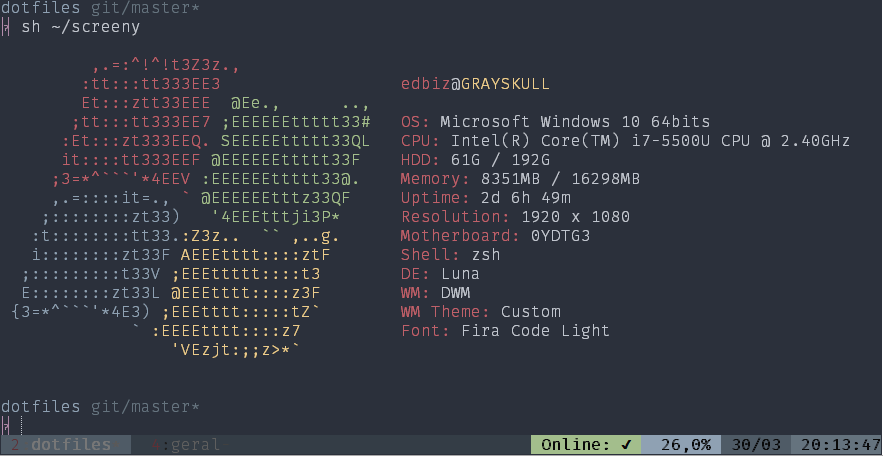 dotfiles git/master*
sh ~/screeny
,.=:^!^!t3Z3z.,
:tt:::tt333EE3 edbiz@GRAYSKULL
Et:::ztt33EEE @Ee., ..,
;tt:::tt333EE7 ;EEEEEEttttt33# OS: Microsoft Windows 10 64bits
:Et:::zt333EEQ. SEEEEEttttt33QL CPU: Intel(R) Core(TM) i7-5500U CPU @ 2.40GHz
it::::tt333EEF @EEEEEEttttt33F HDD: 61G / 192G
;3=*^```'*4EEV :EEEEEEttttt33@. Memory: 8351MB / 16298MB
,.=::::it=., ` @EEEEEEtttz33QF Uptime: 2d 6h 49m
;::::::::zt33) '4EEEtttji3P* Resolution: 1920 x 1080
:t::::::::tt33.:Z3z.. `` ,..g. Motherboard: 0YDTG3
i::::::::zt33F AEEEtttt::::ztF Shell: zsh
;:::::::::t33V ;EEEttttt::::t3 DE: Luna
E::::::::zt33L @EEEtttt::::z3F WM: DWM
{3=*^```'*4E3) ;EEEtttt:::::tZ` WM Theme: Custom
` :EEEEtttt::::z7 Font: Fira Code Light
'VEzjt:;;z>*`
dotfiles git/master*
2 dotfiles *:geral Online: ✔ 26,0% 30/03 20:13:47